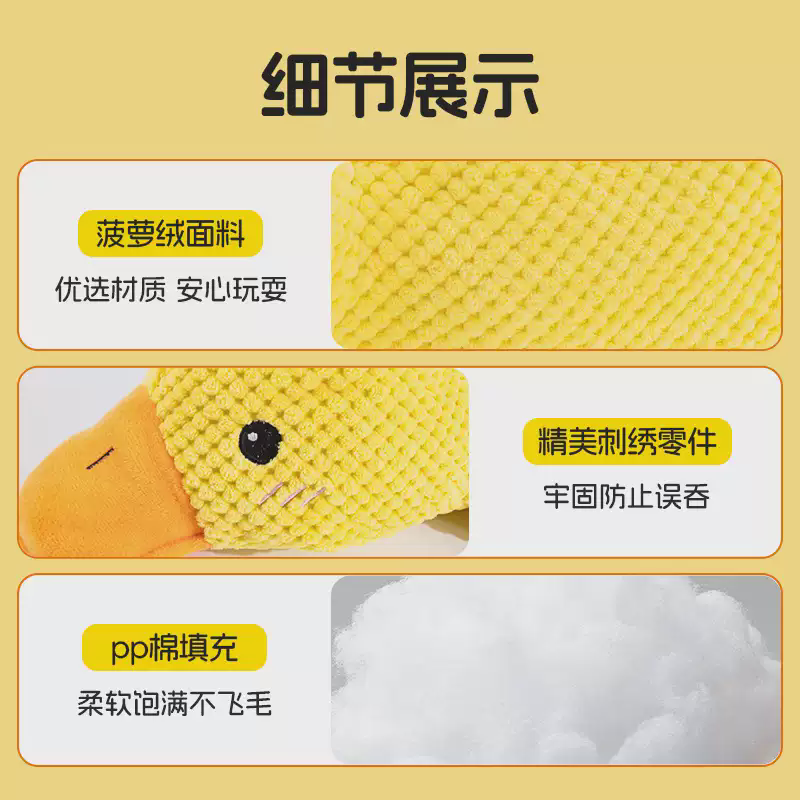 细节展示
菠萝绒面料
优选材质 安心玩耍
精美刺绣零件
牢固防止误吞
pp棉填充
柔软饱满不飞毛